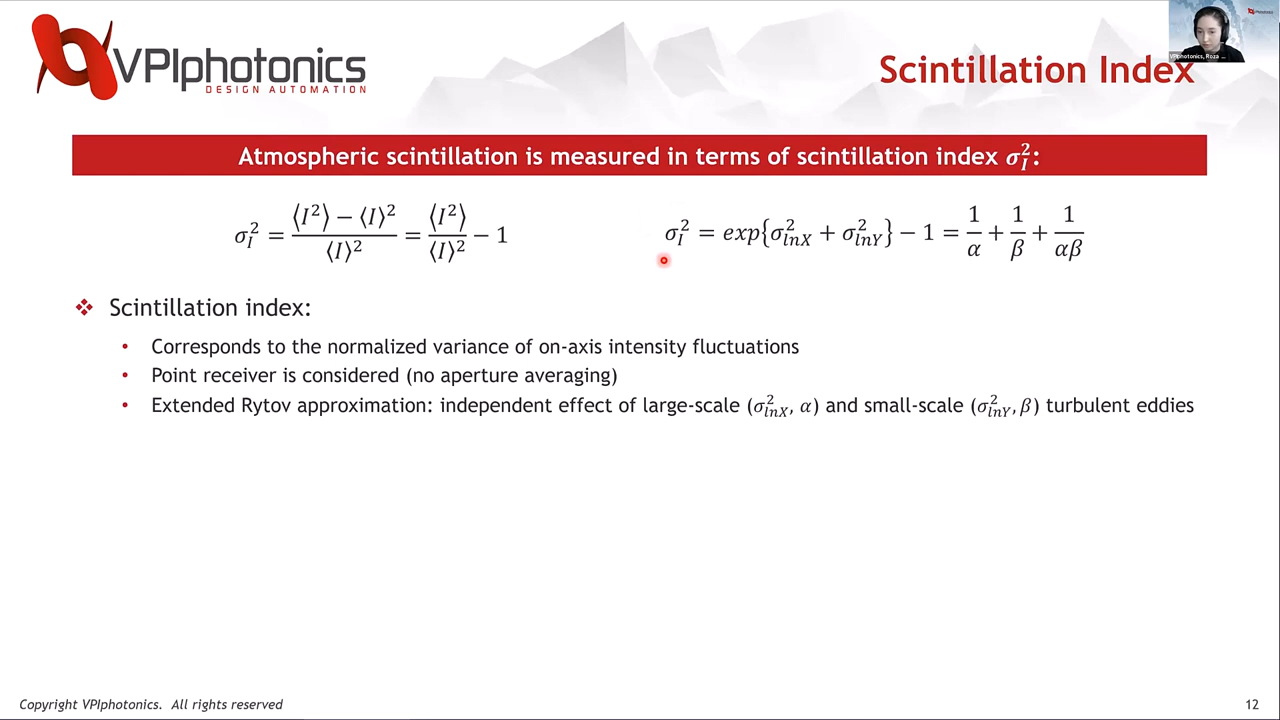 VPIphotonics
DESIGN AUTOMATION
Scintillation Index
VPIphotonics, Roza ...
Atmospheric scintillation is measured in terms of scintillation index σ_I^2:
σ_I^2 = (⟨I^2⟩ − ⟨I⟩^2) / ⟨I⟩^2 = ⟨I^2⟩ / ⟨I⟩^2 − 1
σ_I^2 = exp{σ_lnX^2 + σ_lnY^2} − 1 = 1/α + 1/β + 1/αβ
❖ Scintillation index:
• Corresponds to the normalized variance of on-axis intensity fluctuations
• Point receiver is considered (no aperture averaging)
• Extended Rytov approximation: independent effect of large-scale (σ_lnX^2, α) and small-scale (σ_lnY^2, β) turbulent eddies
Copyright VPIphotonics. All rights reserved
12